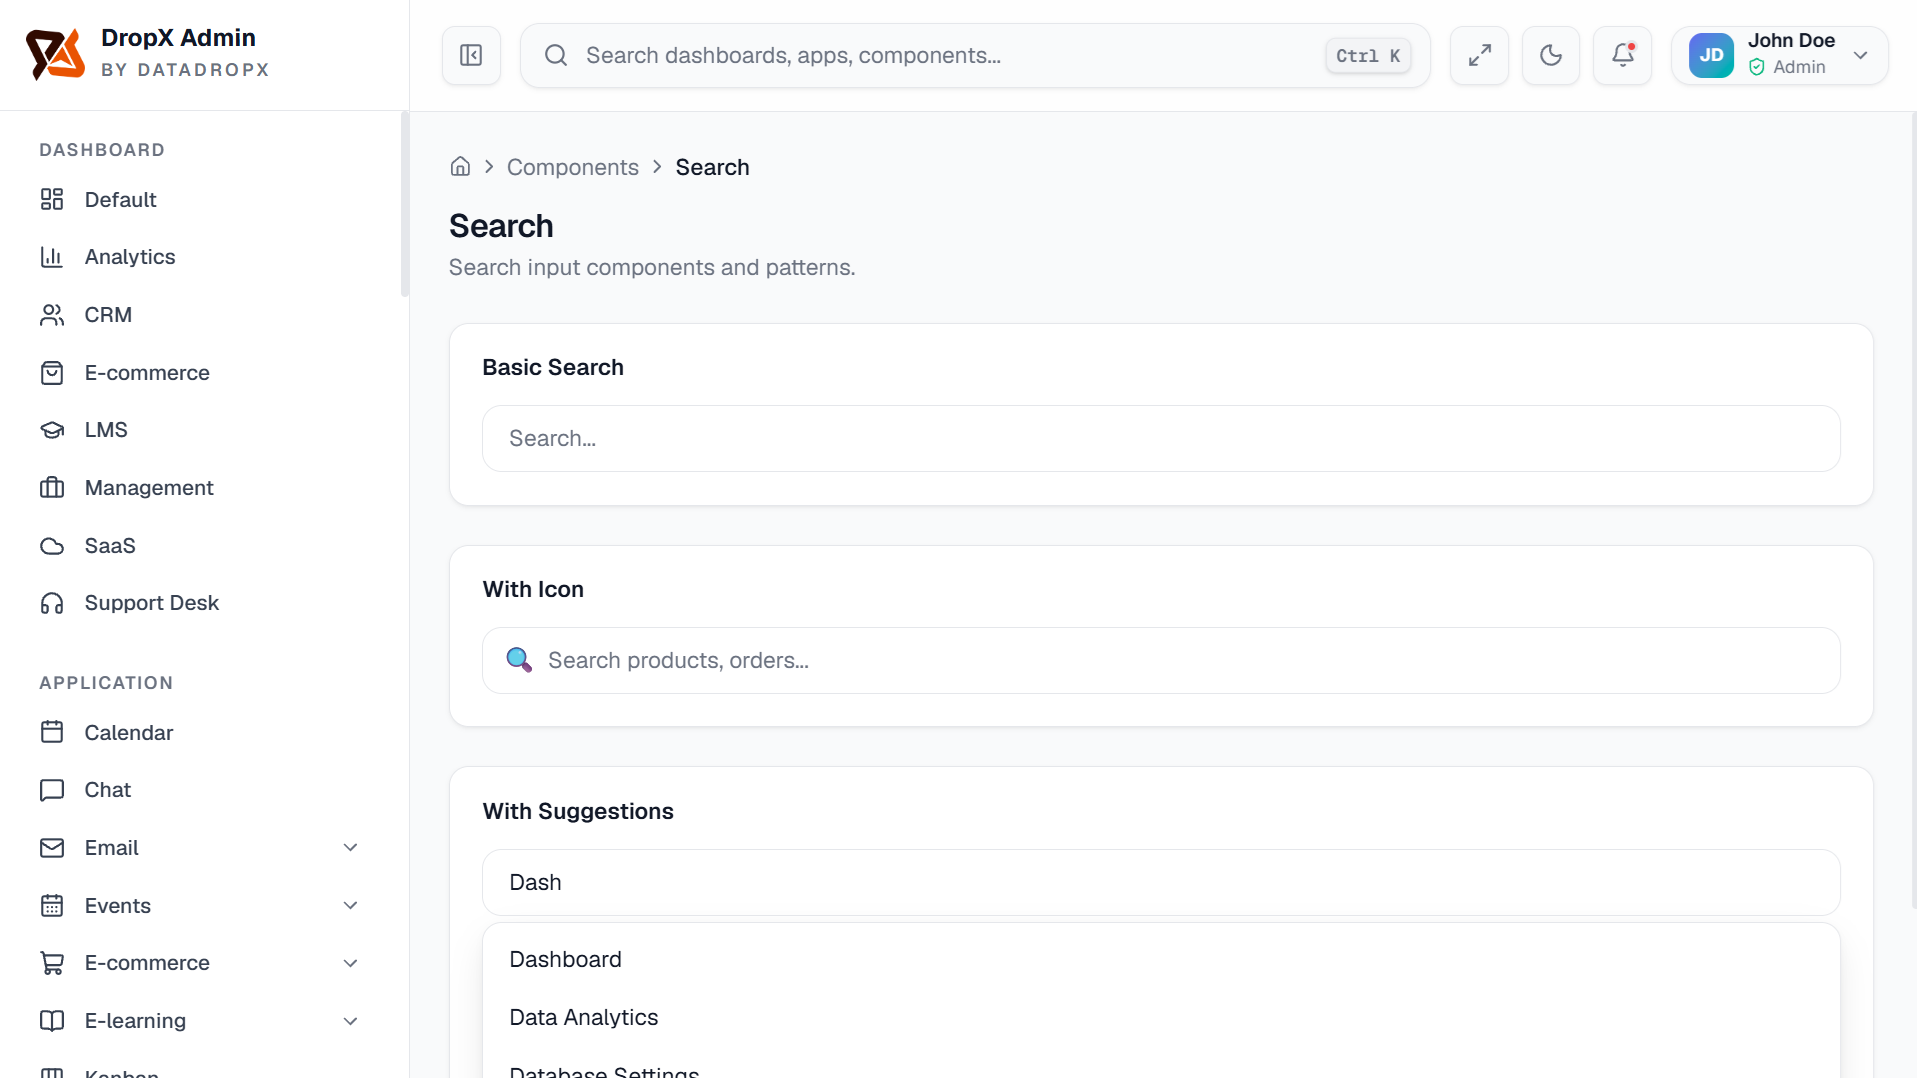 DropX Admin
BY DATADROPX
Search dashboards, apps, components...
Ctrl K
JD
John Doe
Admin
DASHBOARD
Default
Analytics
CRM
E-commerce
LMS
Management
SaaS
Support Desk
APPLICATION
Calendar
Chat
Email
Events
E-commerce
E-learning
Kanban
Components
Search
Search
Search input components and patterns.
Basic Search
Search...
With Icon
Search products, orders...
With Suggestions
Dash
Dashboard
Data Analytics
Database Settings